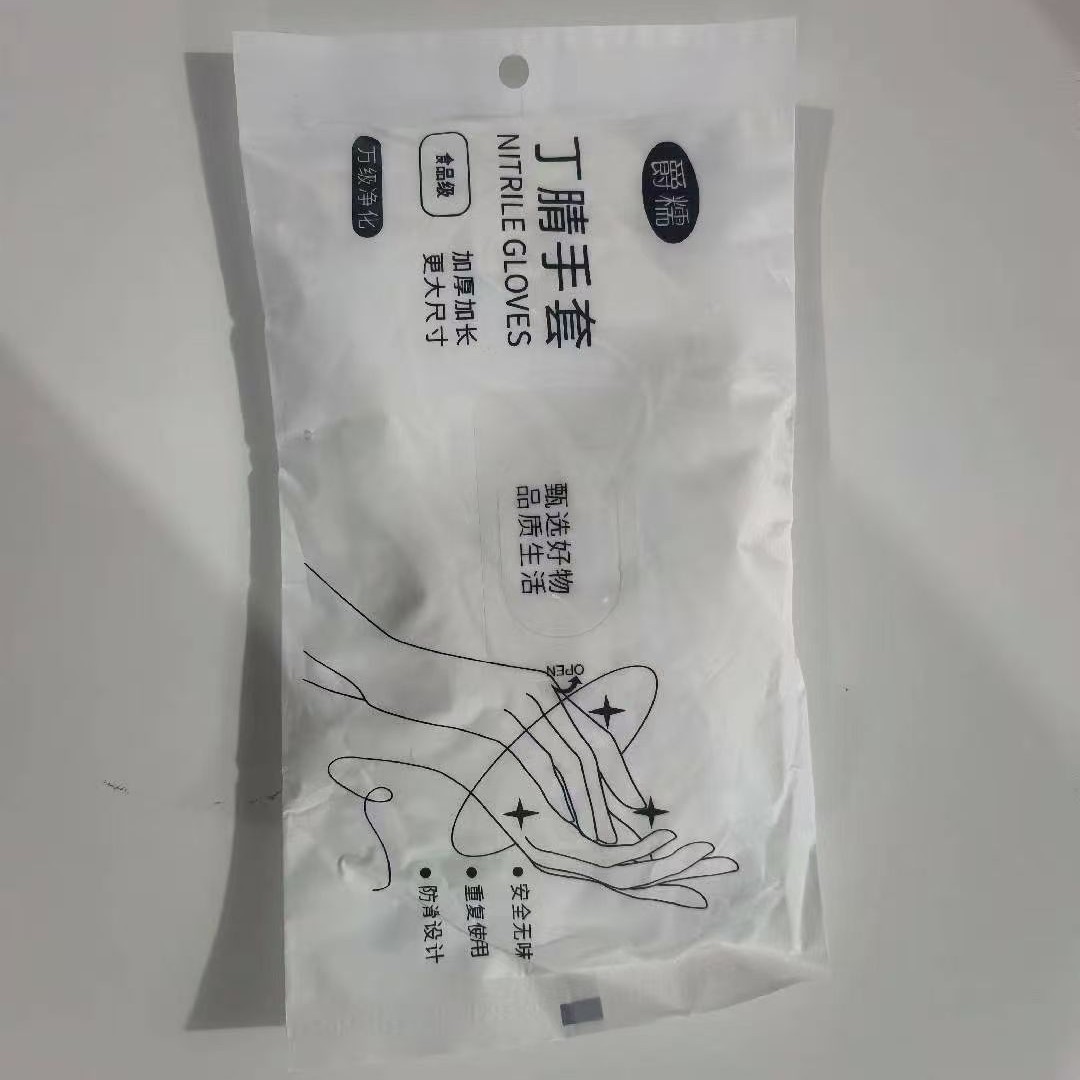 爵糯
丁腈手套
NITRILE GLOVES
食品级
加厚加长
更大尺寸
万级净化
甄选好物
品质生活
OPEN
安全无味
重复使用
防滑设计